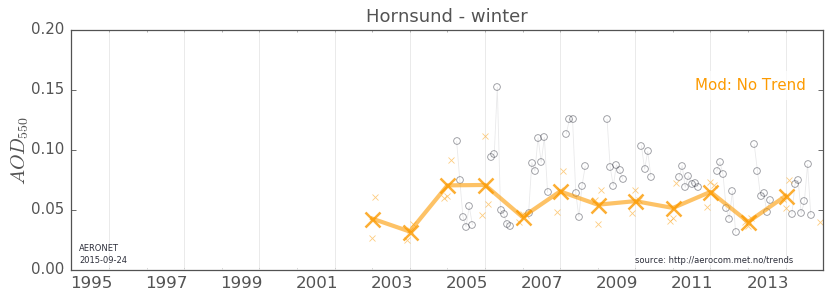 Hornsund - winter
0.20
0.15
0.10
0.05
0.00
AOD550
Mod: No Trend
AERONET
2015-09-24
source: http://aerocom.met.no/trends
1995 1997 1999 2001 2003 2005 2007 2009 2011 2013